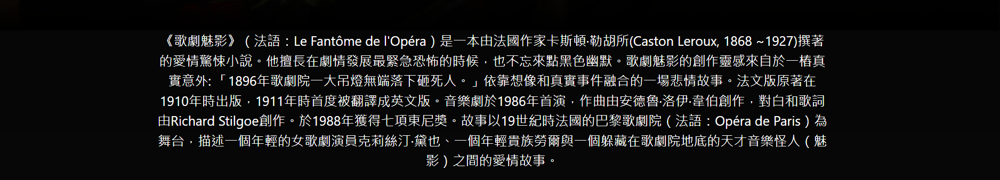 《歌劇魅影》（法語：Le Fantôme de l'Opéra）是一本由法國作家卡斯頓·勒胡所(Caston Leroux, 1868 ~1927)撰著
的愛情驚悚小說。他擅長在劇情發展最緊急恐怖的時候，也不忘來點黑色幽默。歌劇魅影的創作靈感來自於一樁真
實意外:「1896年歌劇院一大吊燈無端落下砸死人。」依靠想像和真實事件融合的一場悲情故事。法文版原著在
1910年時出版，1911年時首度被翻譯成英文版。音樂劇於1986年首演，作曲由安德魯·洛伊·韋伯創作，對白和歌詞
由Richard Stilgoe創作。於1988年獲得七項東尼獎。故事以19世紀時法國的巴黎歌劇院（法語：Opéra de Paris）為
舞台，描述一個年輕的女歌劇演員克莉絲汀·黛也、一個年輕貴族勞爾與一個躲藏在歌劇院地底的天才音樂怪人（魅
影）之間的愛情故事。